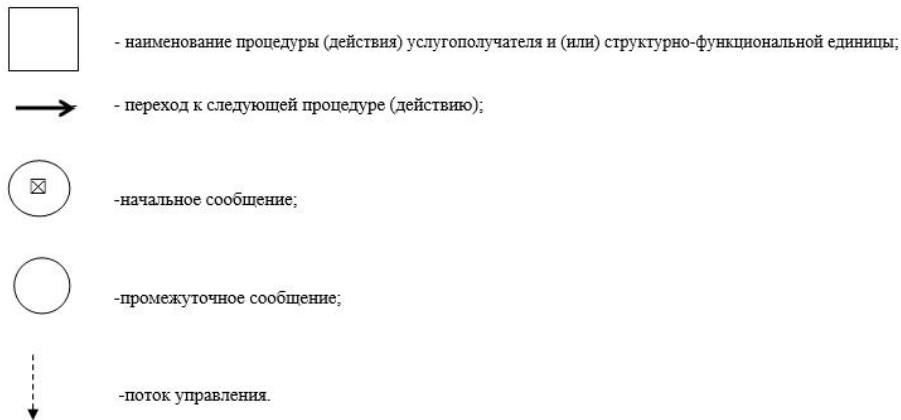 - наименование процедуры (действия) услугополучателя и (или) структурно-функциональной единицы;
- переход к следующей процедуре (действию);
-начальное сообщение;
-промежуточное сообщение;
-поток управления.